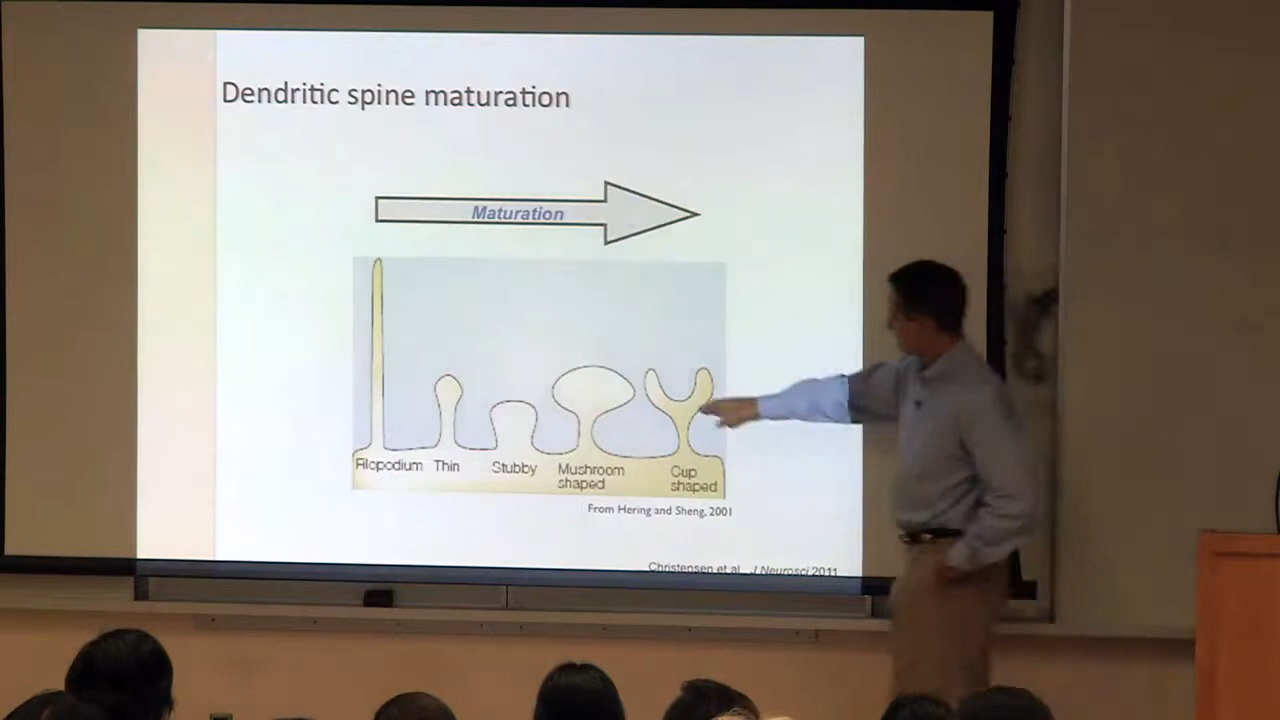 Dendritic spine maturation
Maturation
Filopodium Thin Stubby Mushroom shaped Cup shaped
From Hering and Sheng, 2001
Christensen et al., J Neurosci 2011